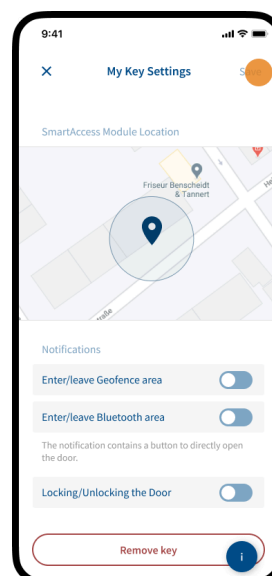 9:41
My Key Settings
SmartAccess Module Location
Friseur Benscheidt
& Tannert
Notifications
Enter/leave Geofence area
Enter/leave Bluetooth area
The notification contains a button to directly open
the door.
Locking/Unlocking the Door
Remove key
i